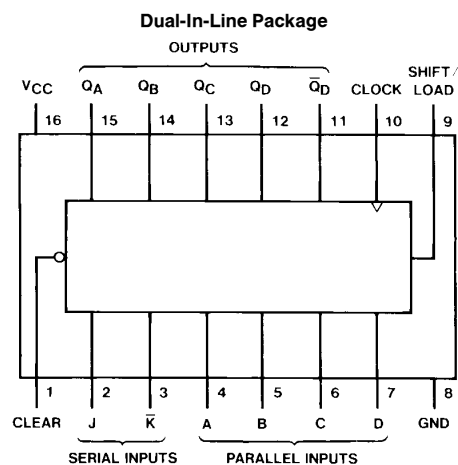 Dual-In-Line Package
OUTPUTS
VCC QA QB QC QD Q̅D CLOCK SHIFT/
LOAD
16 15 14 13 12 11 10 9
1 2 3 4 5 6 7 8
CLEAR J K̅ A B C D GND
SERIAL INPUTS PARALLEL INPUTS